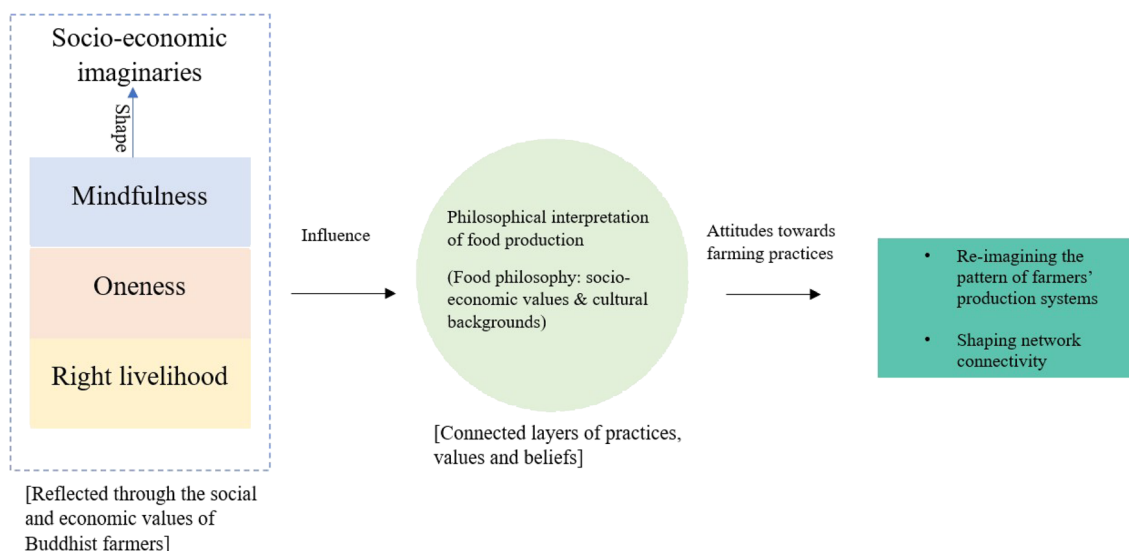 Socio-economic
imaginaries
Shape
Mindfulness
Oneness
Right livelihood
[Reflected through the social
and economic values of
Buddhist farmers]
Influence
Philosophical interpretation
of food production
(Food philosophy: socio-
economic values & cultural
backgrounds)
[Connected layers of practices,
values and beliefs]
Attitudes towards
farming practices
• Re-imagining the
pattern of farmers'
production systems
• Shaping network
connectivity